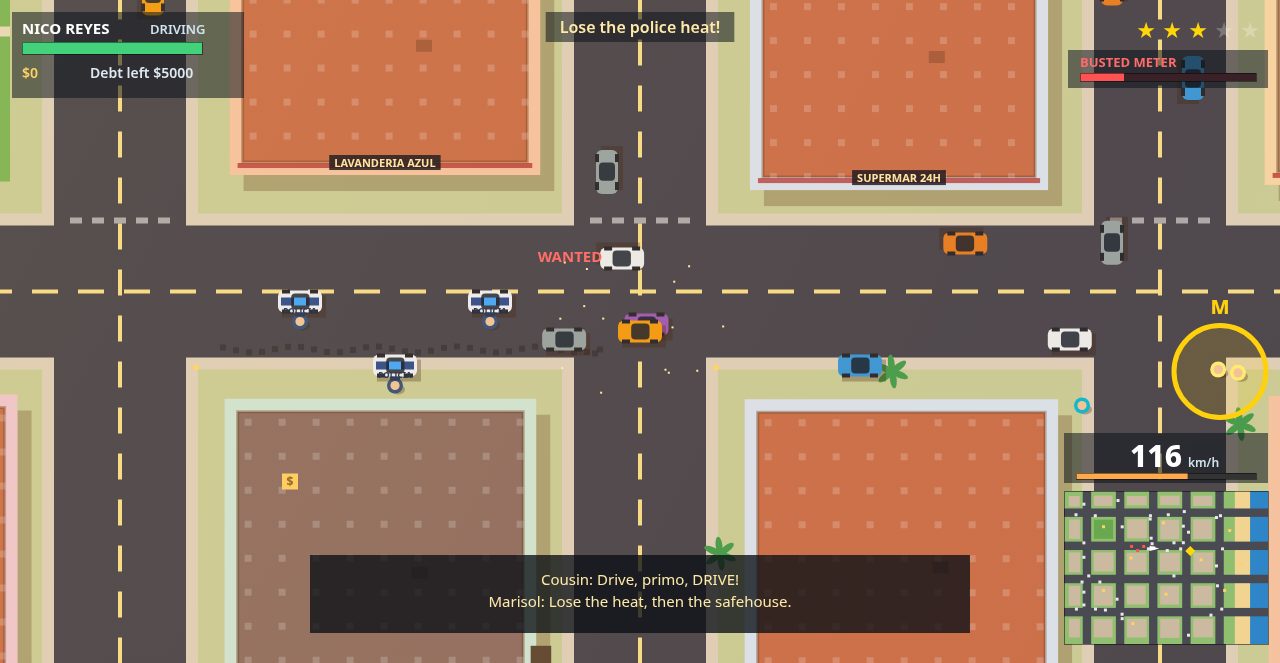 NICO REYES DRIVING
$0 Debt left $5000
Lose the police heat!
BUSTED METER
LAVANDERIA AZUL
SUPERMAR 24H
WANTED
M
$
116 km/h
Cousin: Drive, primo, DRIVE!
Marisol: Lose the heat, then the safehouse.